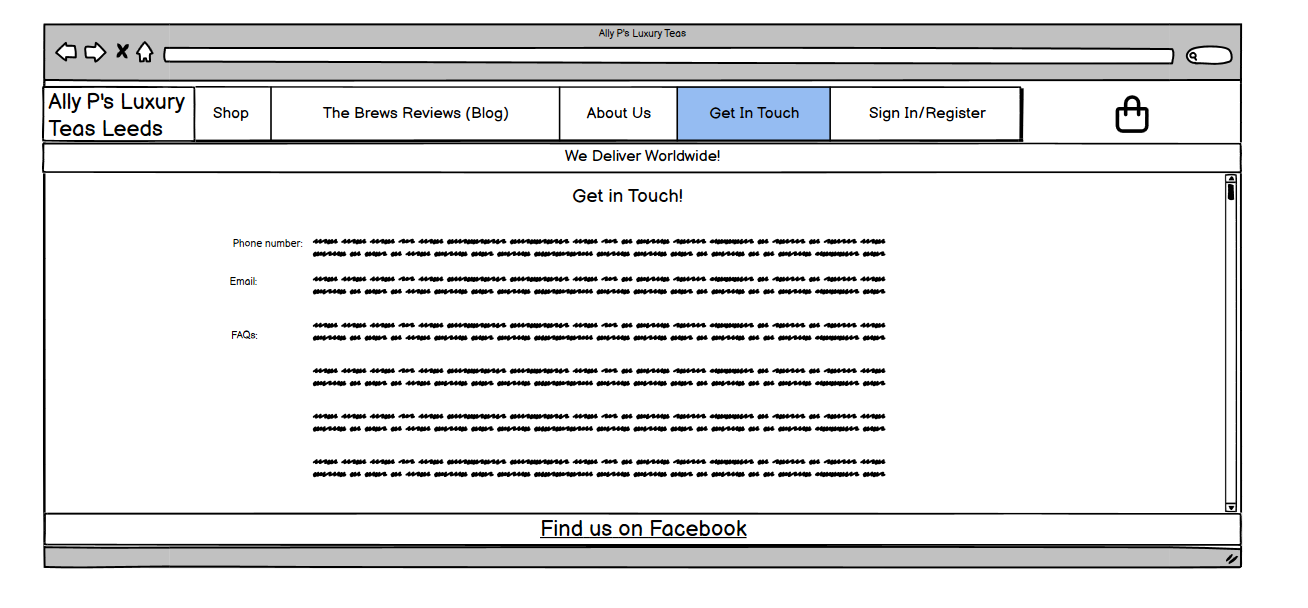 Ally P's Luxury Teas
Ally P's Luxury
Teas Leeds
Shop
The Brews Reviews (Blog)
About Us
Get In Touch
Sign In/Register
We Deliver Worldwide!
Get in Touch!
Phone number:
Email:
FAQs:
Find us on Facebook